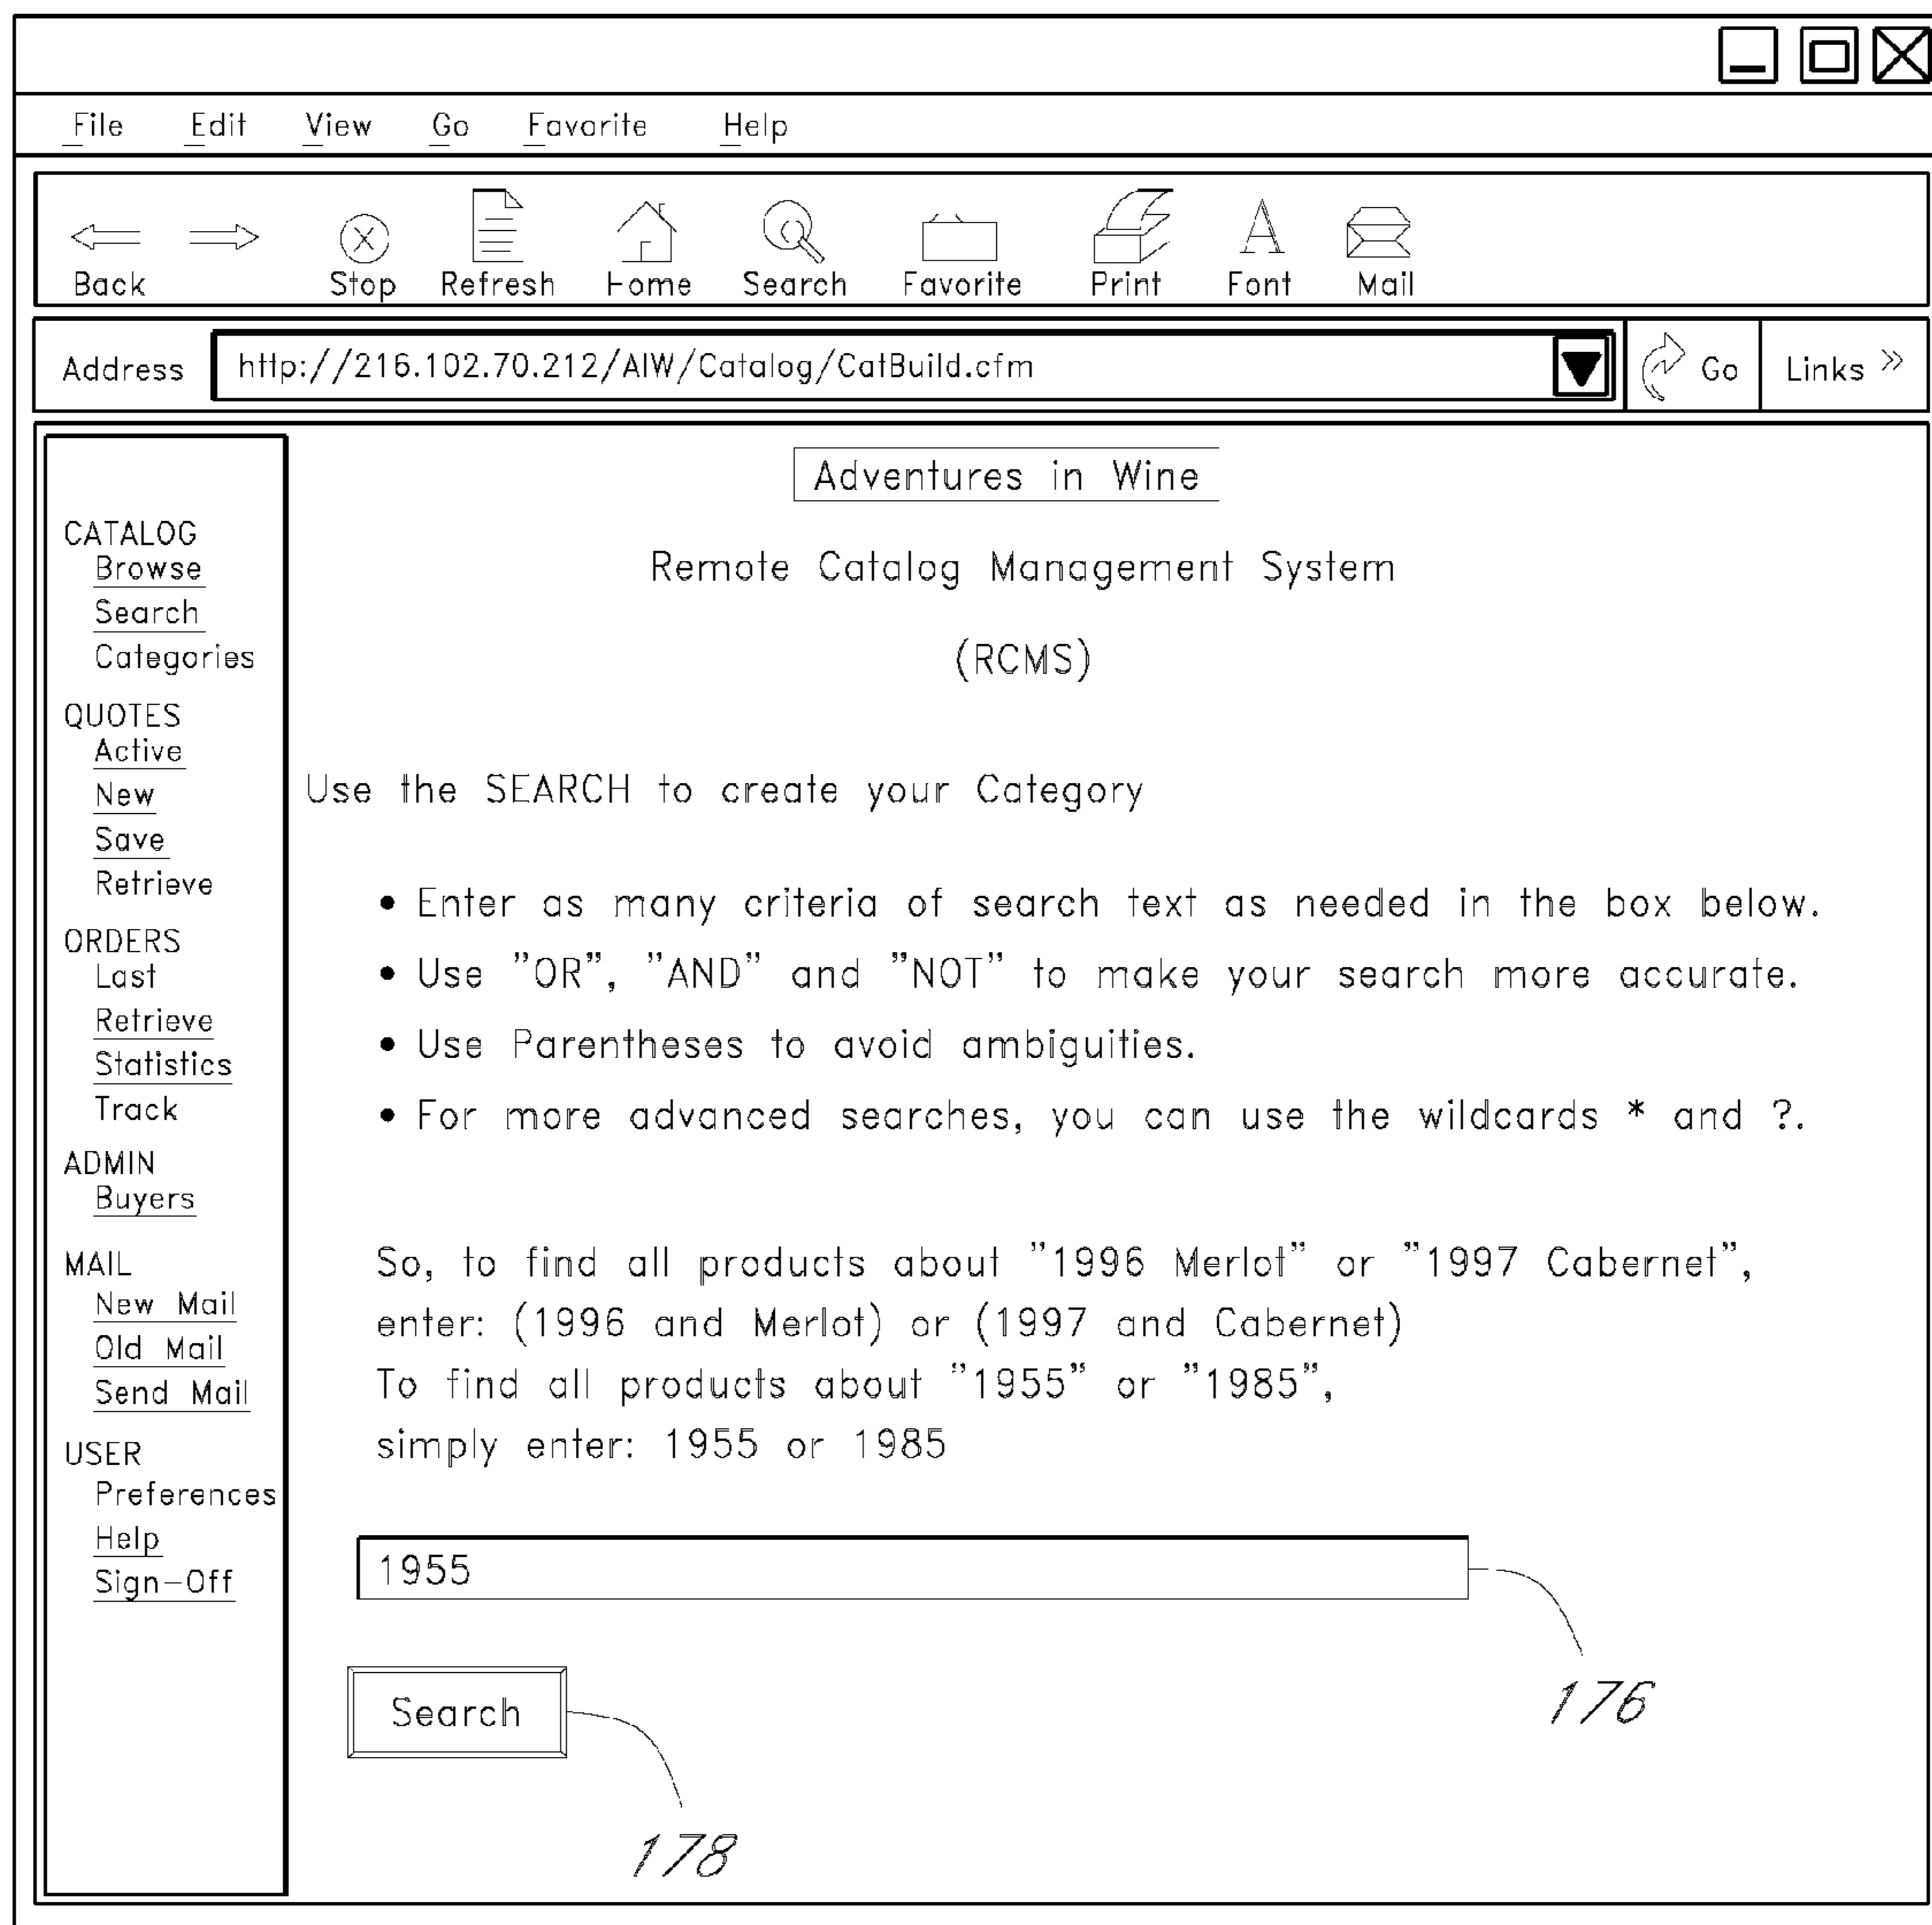 File Edit View Go Favorite Help
Back Stop Refresh Home Search Favorite Print Font Mail
Address http://216.102.70.212/AIW/Catalog/CatBuild.cfm Go Links »
Adventures in Wine
Remote Catalog Management System
(RCMS)
CATALOG
Browse
Search
Categories
QUOTES
Active
New
Save
Retrieve
ORDERS
Last
Retrieve
Statistics
Track
ADMIN
Buyers
MAIL
New Mail
Old Mail
Send Mail
USER
Preferences
Help
Sign-Off
Use the SEARCH to create your Category
• Enter as many criteria of search text as needed in the box below.
• Use "OR", "AND" and "NOT" to make your search more accurate.
• Use Parentheses to avoid ambiguities.
• For more advanced searches, you can use the wildcards * and ?.
So, to find all products about "1996 Merlot" or "1997 Cabernet",
enter: (1996 and Merlot) or (1997 and Cabernet)
To find all products about "1955" or "1985",
simply enter: 1955 or 1985
1955
176
Search
178